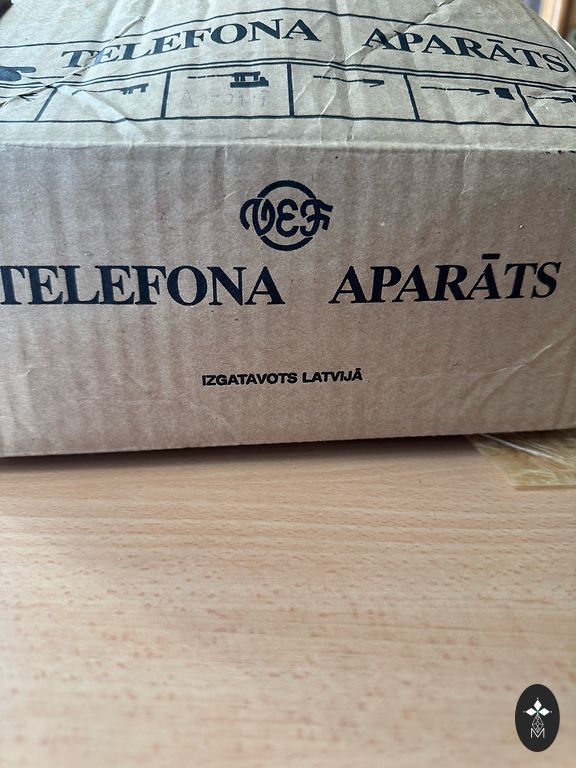 TELEFONA APARĀTS
VEF
TELEFONA APARĀTS
IZGATAVOTS LATVIJĀ
M